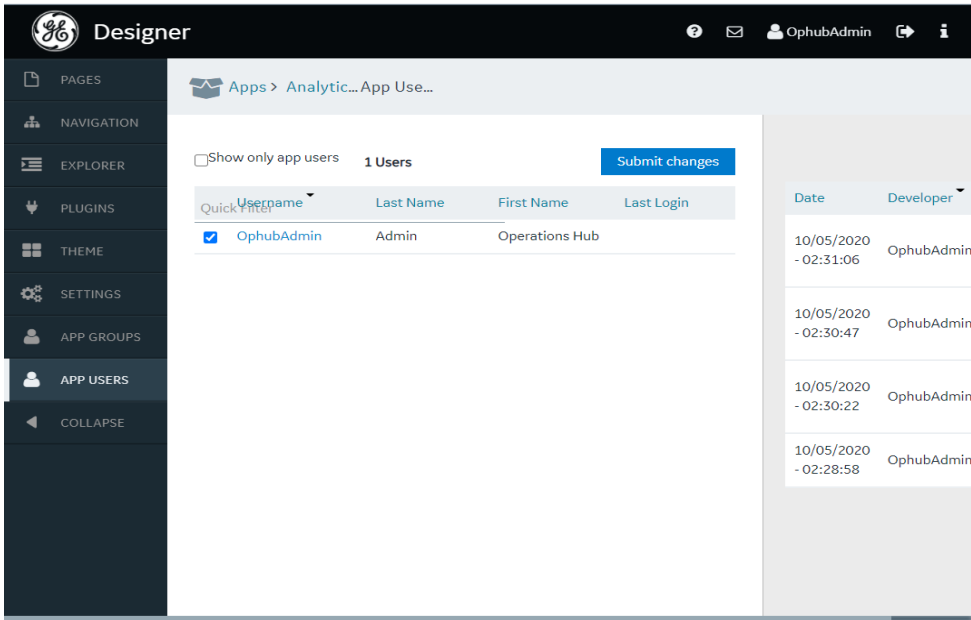 Designer
OphubAdmin
PAGES
NAVIGATION
EXPLORER
PLUGINS
THEME
SETTINGS
APP GROUPS
APP USERS
COLLAPSE
Apps > Analytic... App Use...
Show only app users 1 Users Submit changes
Quick Filter
Username Last Name First Name Last Login
OphubAdmin Admin Operations Hub
Date Developer
10/05/2020
- 02:31:06
OphubAdmin
10/05/2020
- 02:30:47
OphubAdmin
10/05/2020
- 02:30:22
OphubAdmin
10/05/2020
- 02:28:58
OphubAdmin